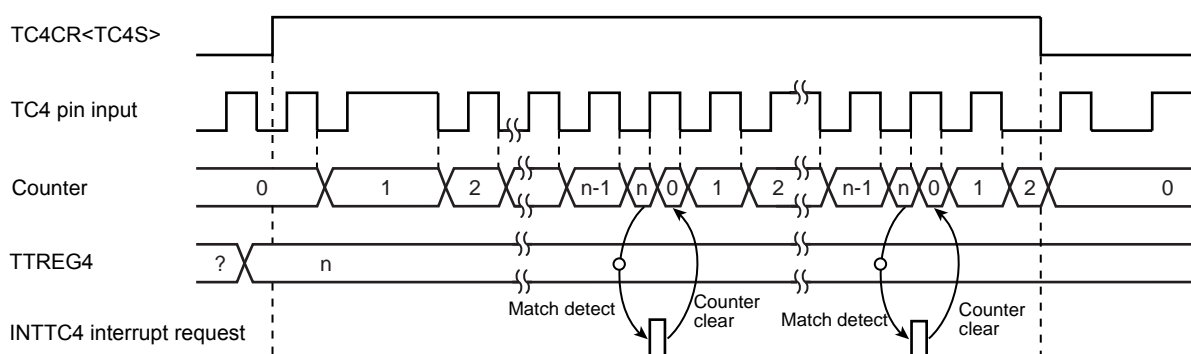 TC4CR<TC4S>
TC4 pin input
Counter
0 1 2 n-1 n 0 1 2 n-1 n 0 1 2 0
TTREG4
? n
Match detect Counter clear Match detect Counter clear
INTTC4 interrupt request